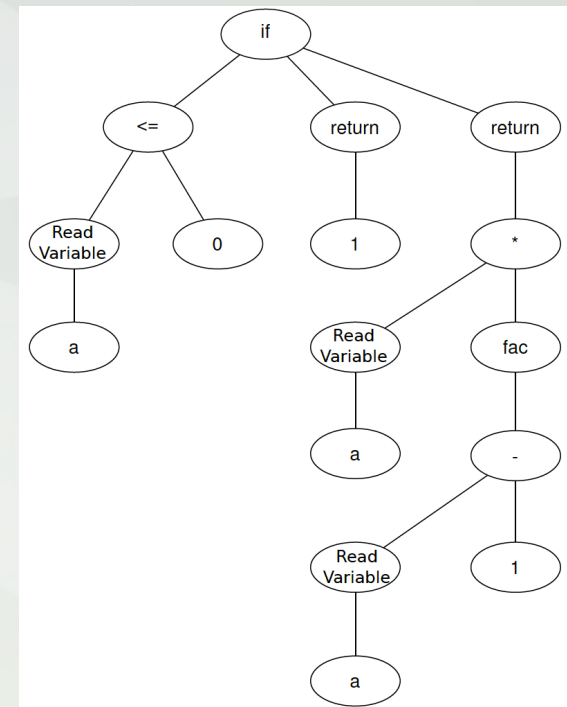 if
<=
return
return
Read
Variable
0
1
*
a
Read
Variable
fac
a
-
Read
Variable
1
a